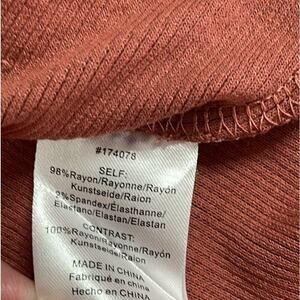 #174078
SELF:
98%Rayon/Rayonne/Rayón
Kunstseide/Raion
2%Spandex/Élasthanne/
Elastano/Elastan/Elastan
CONTRAST:
100%Rayon/Rayonne/Rayón
Kunstseide/Raion
MADE IN CHINA
Fabriqué en chine
Hecho en CHINA